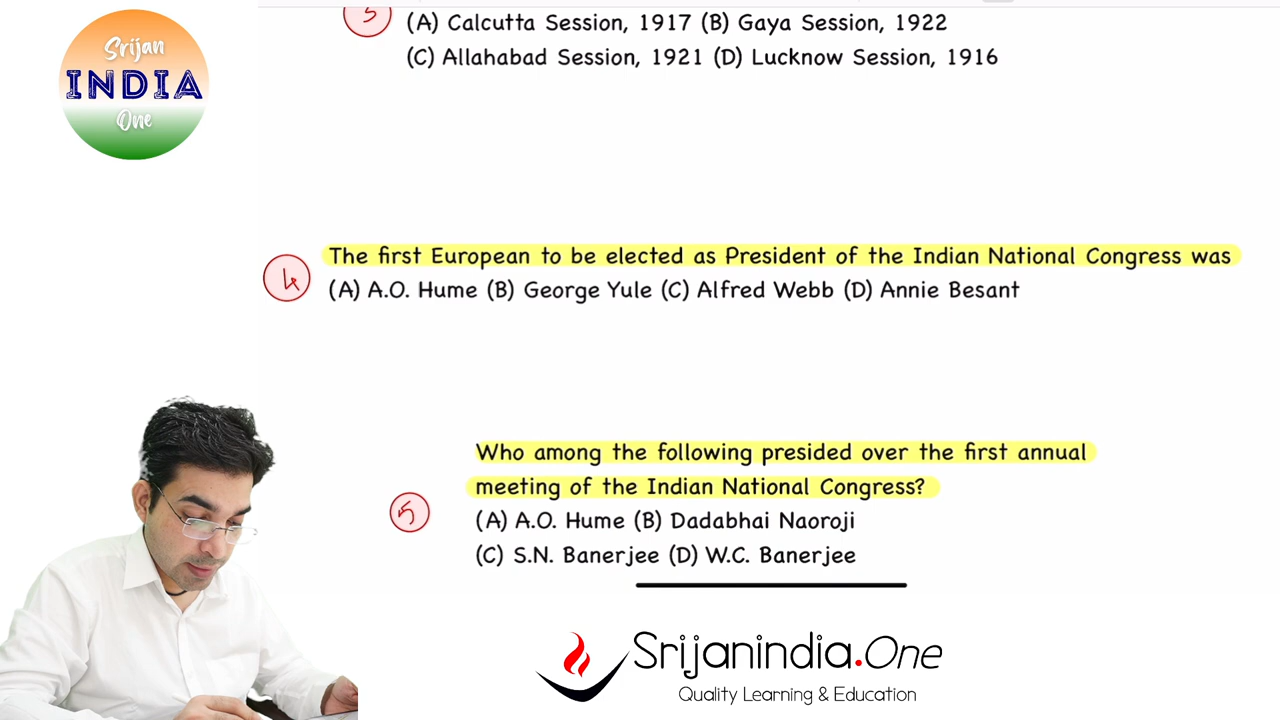 Srijan
INDIA
One
3
(A) Calcutta Session, 1917 (B) Gaya Session, 1922
(C) Allahabad Session, 1921 (D) Lucknow Session, 1916
4
The first European to be elected as President of the Indian National Congress was
(A) A.O. Hume (B) George Yule (C) Alfred Webb (D) Annie Besant
5
Who among the following presided over the first annual
meeting of the Indian National Congress?
(A) A.O. Hume (B) Dadabhai Naoroji
(C) S.N. Banerjee (D) W.C. Banerjee
Srijanindia.One
Quality Learning & Education